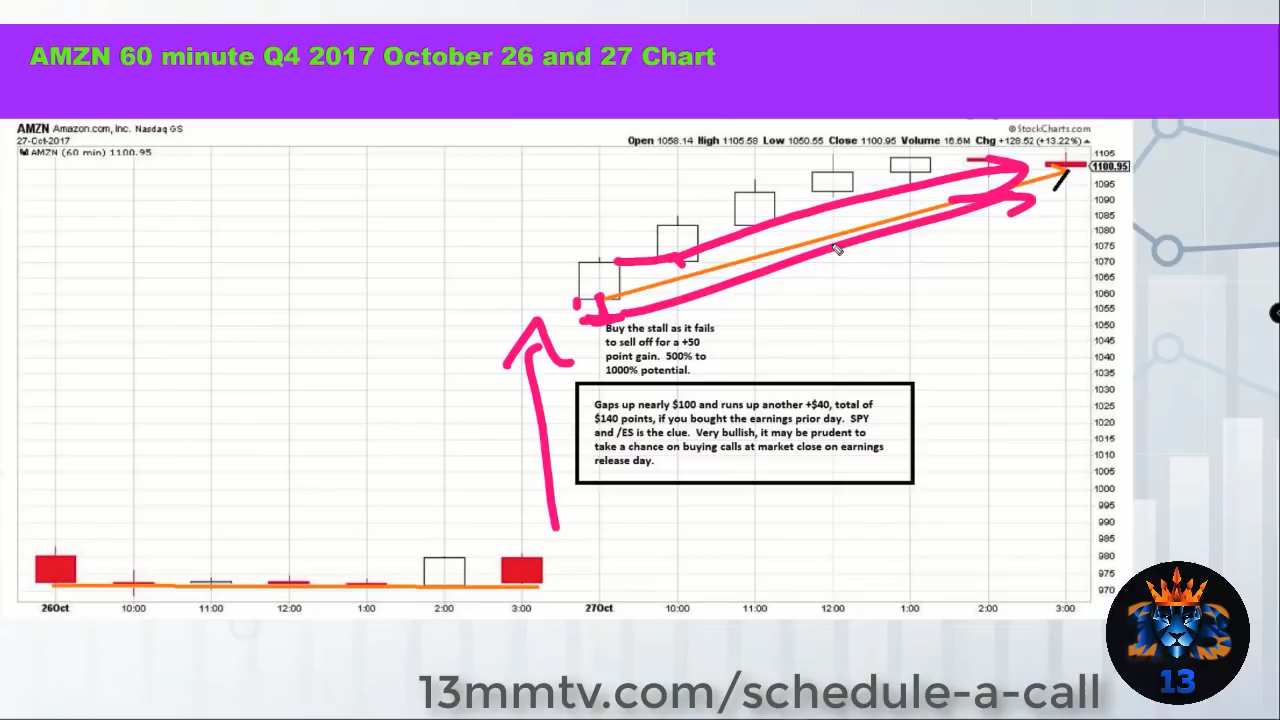 AMZN 60 minute Q4 2017 October 26 and 27 Chart
AMZN Amazon.com, Inc. Nasdaq GS
© StockCharts.com
27-Oct-2017
Open 1058.14 High 1105.58 Low 1050.55 Close 1100.95 Volume 16.6M Chg +128.52 (+13.22%)
AMZN (60 min) 1100.95
1105
1100.95
1095
1090
1085
1080
1075
1070
1065
1060
1055
1050
1045
1040
1035
1030
1025
1020
1015
1010
1005
1000
995
990
985
980
975
970
Buy the stall as it fails
to sell off for a +50
point gain. 500% to
1000% potential.
Gaps up nearly $100 and runs up another +$40, total of
$140 points, if you bought the earnings prior day. SPY
and /ES is the clue. Very bullish, it may be prudent to
take a chance on buying calls at market close on earnings
release day.
26Oct 10:00 11:00 12:00 1:00 2:00 3:00 27Oct 10:00 11:00 12:00 1:00 2:00 3:00
13
13
13mmtv.com/schedule-a-call